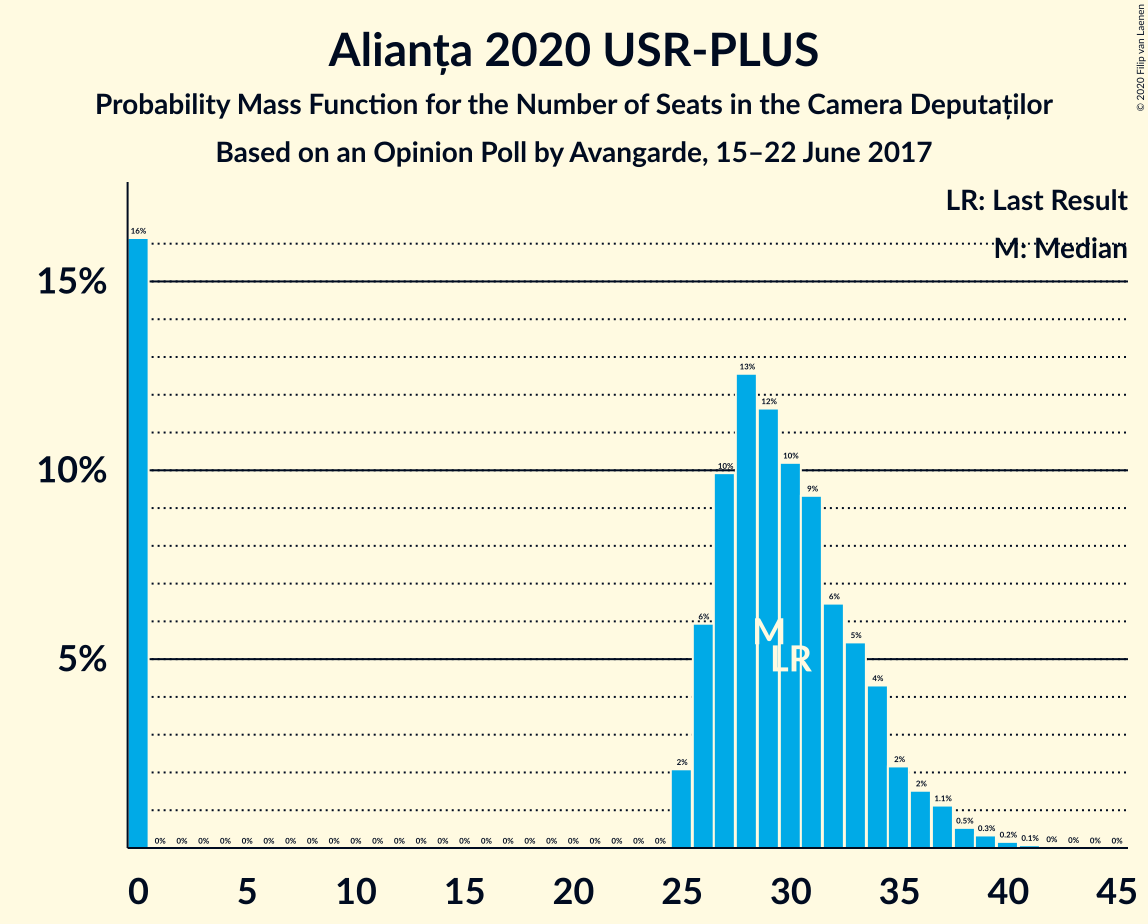 Alianța 2020 USR-PLUS
Probability Mass Function for the Number of Seats in the Camera Deputaților
Based on an Opinion Poll by Avangarde, 15–22 June 2017
© 2020 Filip van Laenen
LR: Last Result
M: Median
15%
10%
5%
16%
0% 0% 0% 0% 0% 0% 0% 0% 0% 0% 0% 0% 0% 0% 0% 0% 0% 0% 0% 0% 0% 0% 0% 0% 2% 6% 10% 13% 12% 10% 9% 6% 5% 4% 2% 2% 1.1% 0.5% 0.3% 0.2% 0.1% 0% 0% 0% 0%
M
LR
0 5 10 15 20 25 30 35 40 45